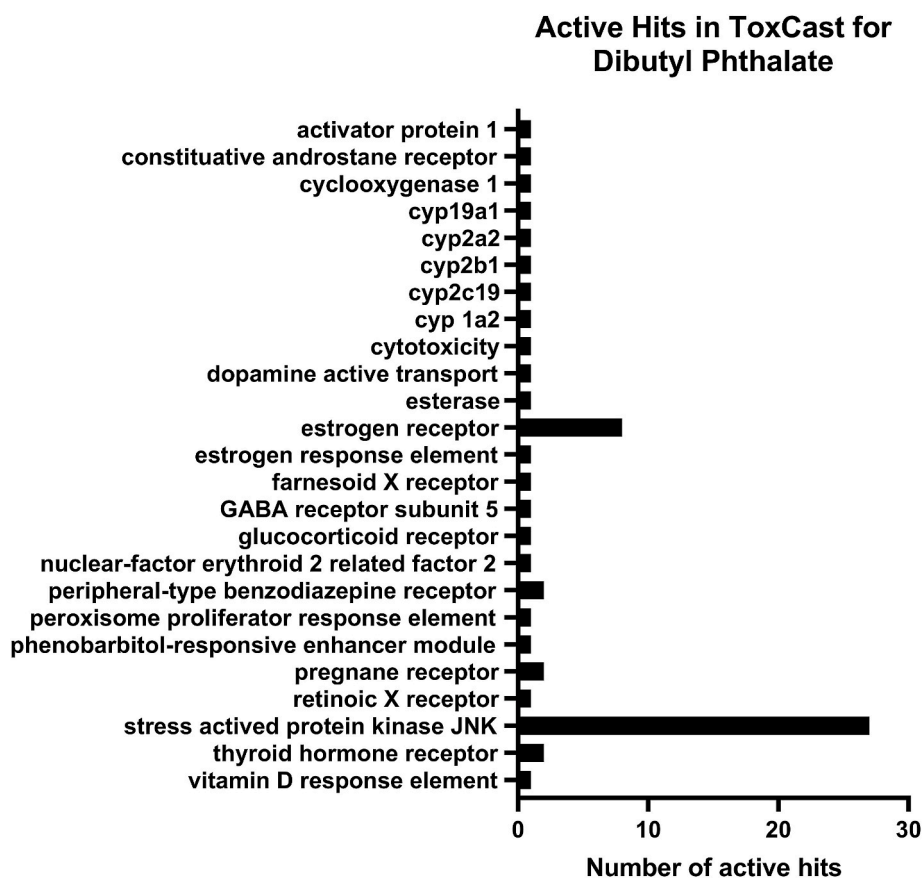 Active Hits in ToxCast for
Dibutyl Phthalate
activator protein 1
constituative androstane receptor
cyclooxygenase 1
cyp19a1
cyp2a2
cyp2b1
cyp2c19
cyp 1a2
cytotoxicity
dopamine active transport
esterase
estrogen receptor
estrogen response element
farnesoid X receptor
GABA receptor subunit 5
glucocorticoid receptor
nuclear-factor erythroid 2 related factor 2
peripheral-type benzodiazepine receptor
peroxisome proliferator response element
phenobarbitol-responsive enhancer module
pregnane receptor
retinoic X receptor
stress actived protein kinase JNK
thyroid hormone receptor
vitamin D response element
0 10 20 30
Number of active hits